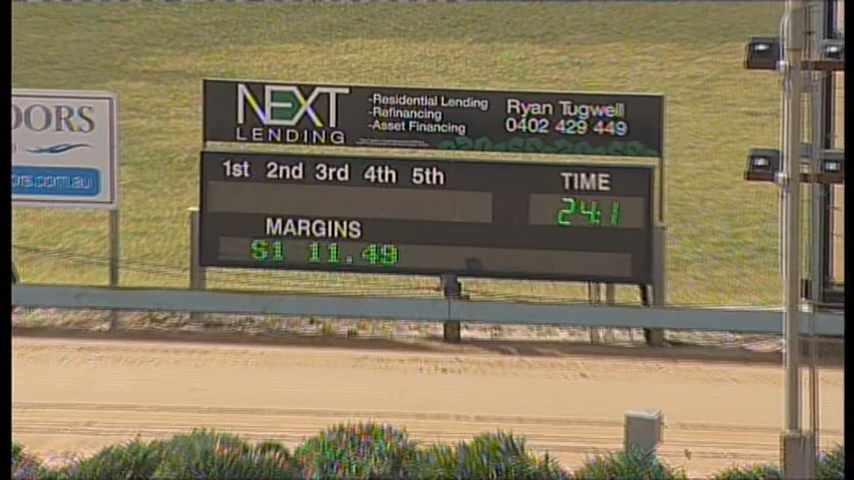 OORS
ors.com.au
NEXT
LENDING
-Residential Lending
-Refinancing
-Asset Financing
Ryan Tugwell
0402 429 449
1st 2nd 3rd 4th 5th
TIME
24:1
MARGINS
S1 11.49